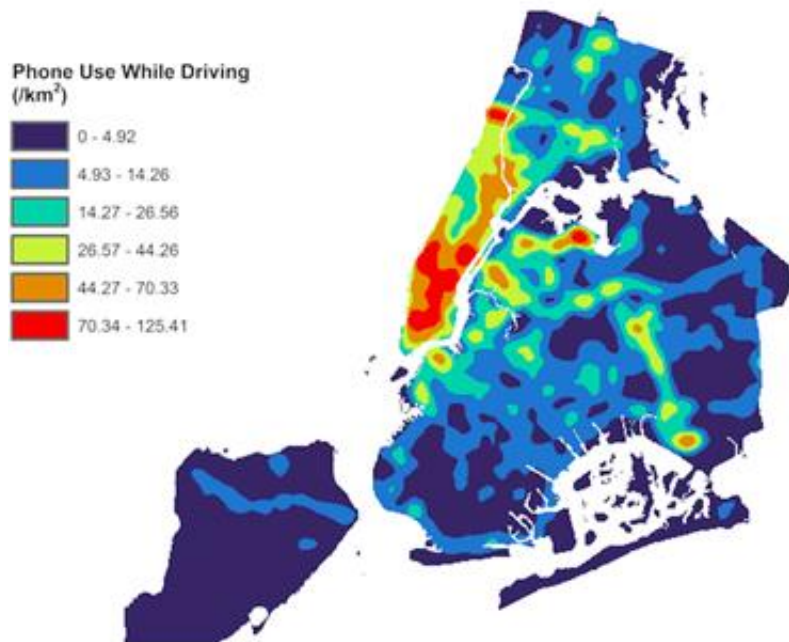 Phone Use While Driving
(/km²)
0 - 4.92
4.93 - 14.26
14.27 - 26.56
26.57 - 44.26
44.27 - 70.33
70.34 - 125.41